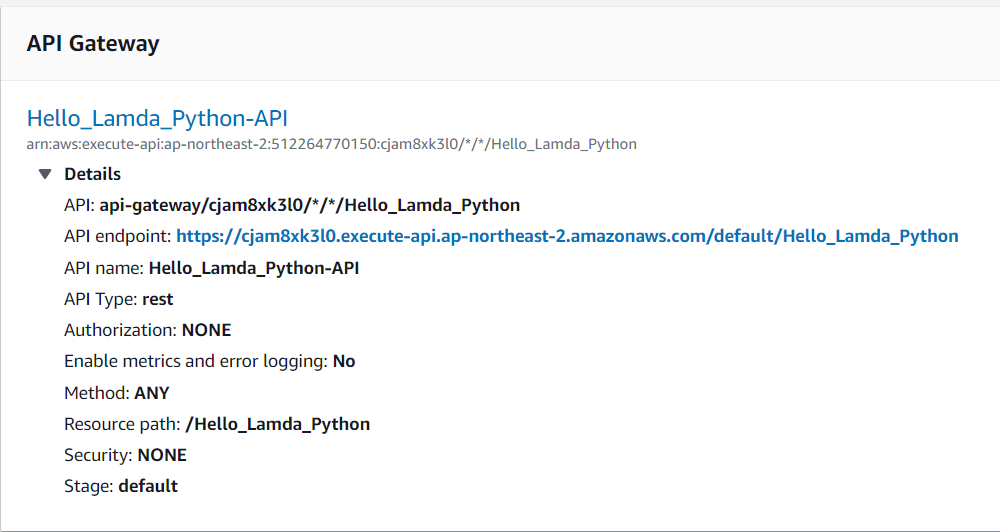 API Gateway
Hello_Lamda_Python-API
arn:aws:execute-api:ap-northeast-2:512264770150:cjam8xk3l0/*/*/Hello_Lamda_Python
Details
API: api-gateway/cjam8xk3l0/*/*/Hello_Lamda_Python
API endpoint: https://cjam8xk3l0.execute-api.ap-northeast-2.amazonaws.com/default/Hello_Lamda_Python
API name: Hello_Lamda_Python-API
API Type: rest
Authorization: NONE
Enable metrics and error logging: No
Method: ANY
Resource path: /Hello_Lamda_Python
Security: NONE
Stage: default